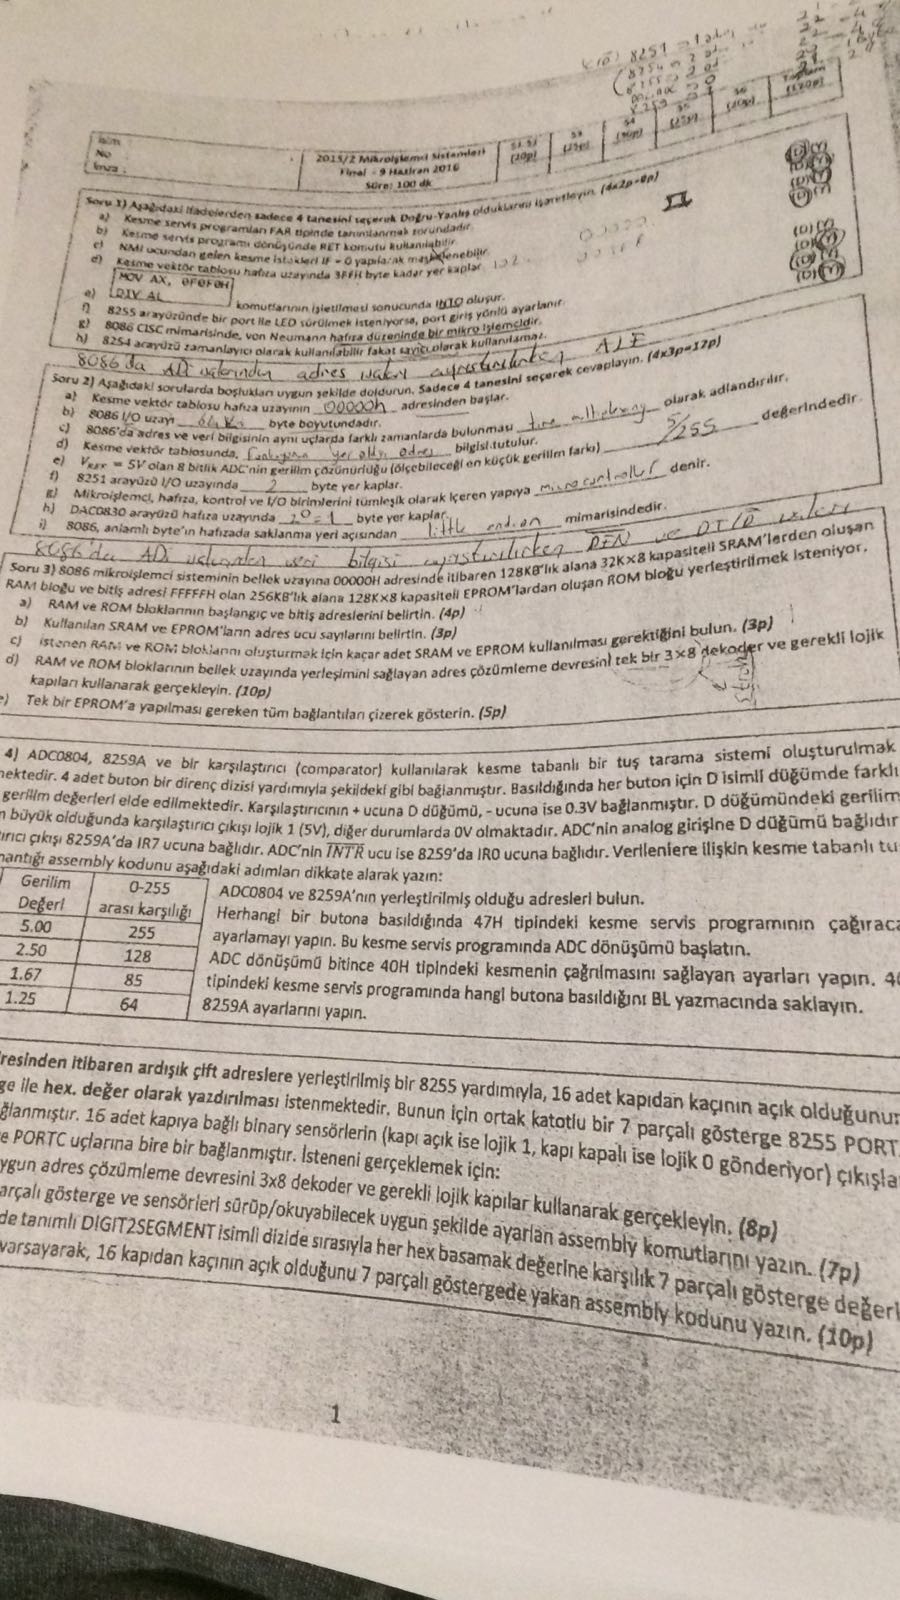 8251 = 1 adr
8254 = 2 ad
8255 = 2 ad
İsim
No
İmza :
2015/2 Mikroişlemci Sistemleri
Final - 9 Haziran 2016
Süre: 100 dk
S1 S2 (20p)
S3 (25p)
S4 (30p)
S5 (25p)
S6 (20p)
Toplam (120p)
Soru 1) Aşağıdaki ifadelerden sadece 4 tanesini seçerek Doğru-Yanlış olduklarını işaretleyin. (4x2p=8p)
a) Kesme servis programları FAR tipinde tanımlanmak zorundadır.
b) Kesme servis programı dönüşünde RET komutu kullanılabilir.
c) NMI ucundan gelen kesme istekleri IF = 0 yapılarak maskelenebilir.
d) Kesme vektör tablosu hafıza uzayında 3FFH byte kadar yer kaplar.
MOV AX, 0F0F0H
e) DIV AL komutlarının işletilmesi sonucunda INT0 oluşur.
f) 8255 arayüzünde bir port ile LED sürülmek isteniyorsa, port giriş yönlü ayarlanır.
g) 8086 CISC mimarisinde, von Neumann hafıza düzeninde bir mikro işlemcidir.
h) 8254 arayüzü zamanlayıcı olarak kullanılabilir fakat sayıcı olarak kullanılamaz.
8086 da AD uçlarından adres uçları ayrıştırılırken ALE
Soru 2) Aşağıdaki sorularda boşlukları uygun şekilde doldurun. Sadece 4 tanesini seçerek cevaplayın. (4x3p=12p)
a) Kesme vektör tablosu hafıza uzayının 00000h adresinden başlar.
b) 8086 I/O uzayı 64Kb byte boyutundadır.
c) 8086'da adres ve veri bilgisinin aynı uçlarda farklı zamanlarda bulunması time multiplexing olarak adlandırılır.
d) Kesme vektör tablosunda, fonksiyonun yer aldığı adres bilgisi tutulur.
e) VREF = 5V olan 8 bitlik ADC'nin gerilim çözünürlüğü (ölçebileceği en küçük gerilim farkı) 5/255 değerindedir.
f) 8251 arayüzü I/O uzayında 2 byte yer kaplar.
g) Mikroişlemci, hafıza, kontrol ve I/O birimlerini tümleşik olarak içeren yapıya microcontroller denir.
h) DAC0830 arayüzü hafıza uzayında 2⁰=1 byte yer kaplar.
i) 8086, anlamlı byte'ın hafızada saklanma yeri açısından little endian mimarisindedir.
8086'da AD uçlarından veri bilgisi ayrıştırılırken DEN ve DT/R uçları
Soru 3) 8086 mikroişlemci sisteminin bellek uzayına 00000H adresinde itibaren 128KB'lık alana 32K×8 kapasiteli SRAM'lerden oluşan
RAM bloğu ve bitiş adresi FFFFFH olan 256KB'lık alana 128K×8 kapasiteli EPROM'lardan oluşan ROM bloğu yerleştirilmek isteniyor.
a) RAM ve ROM bloklarının başlangıç ve bitiş adreslerini belirtin. (4p)
b) Kullanılan SRAM ve EPROM'ların adres ucu sayılarını belirtin. (3p)
c) İstenen RAM ve ROM bloklarını oluşturmak için kaçar adet SRAM ve EPROM kullanılması gerektiğini bulun. (3p)
d) RAM ve ROM bloklarının bellek uzayında yerleşimini sağlayan adres çözümleme devresini tek bir 3×8 dekoder ve gerekli lojik
kapıları kullanarak gerçekleyin. (10p)
e) Tek bir EPROM'a yapılması gereken tüm bağlantıları çizerek gösterin. (5p)
4) ADC0804, 8259A ve bir karşılaştırıcı (comparator) kullanılarak kesme tabanlı bir tuş tarama sistemi oluşturulmak
mektedir. 4 adet buton bir direnç dizisi yardımıyla şekildeki gibi bağlanmıştır. Basıldığında her buton için D isimli düğümde farklı
gerilim değerleri elde edilmektedir. Karşılaştırıcının + ucuna D düğümü, - ucuna ise 0.3V bağlanmıştır. D düğümündeki gerilim
n büyük olduğunda karşılaştırıcı çıkışı lojik 1 (5V), diğer durumlarda 0V olmaktadır. ADC'nin analog girişine D düğümü bağlıdır
tırıcı çıkışı 8259A'da IR7 ucuna bağlıdır. ADC'nin INTR ucu ise 8259'da IR0 ucuna bağlıdır. Verilenlere ilişkin kesme tabanlı tu
mantığı assembly kodunu aşağıdaki adımları dikkate alarak yazın:
Gerilim Değeri
0-255 arası karşılığı
5.00 255
2.50 128
1.67 85
1.25 64
ADC0804 ve 8259A'nın yerleştirilmiş olduğu adresleri bulun.
Herhangi bir butona basıldığında 47H tipindeki kesme servis programının çağıraca
ayarlamayı yapın. Bu kesme servis programında ADC dönüşümü başlatın.
ADC dönüşümü bitince 40H tipindeki kesmenin çağrılmasını sağlayan ayarları yapın. 40
tipindeki kesme servis programında hangi butona basıldığını BL yazmacında saklayın.
8259A ayarlarını yapın.
resinden itibaren ardışık çift adreslere yerleştirilmiş bir 8255 yardımıyla, 16 adet kapıdan kaçının açık olduğunun
ge ile hex. değer olarak yazdırılması istenmektedir. Bunun için ortak katotlu bir 7 parçalı gösterge 8255 PORT
ğlanmıştır. 16 adet kapıya bağlı binary sensörlerin (kapı açık ise lojik 1, kapı kapalı ise lojik 0 gönderiyor) çıkışla
e PORTC uçlarına bire bir bağlanmıştır. İsteneni gerçeklemek için:
ygun adres çözümleme devresini 3x8 dekoder ve gerekli lojik kapılar kullanarak gerçekleyin. (8p)
arçalı gösterge ve sensörleri sürüp/okuyabilecek uygun şekilde ayarlan assembly komutlarını yazın. (7p)
de tanımlı DIGIT2SEGMENT isimli dizide sırasıyla her hex basamak değerine karşılık 7 parçalı gösterge değerl
varsayarak, 16 kapıdan kaçının açık olduğunu 7 parçalı göstergede yakan assembly kodunu yazın. (10p)
1